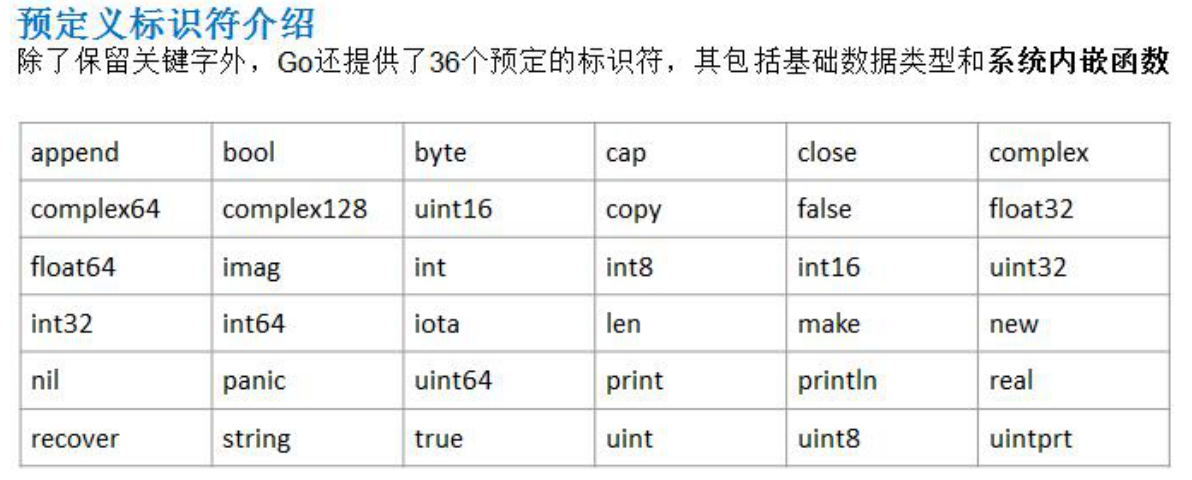 预定义标识符介绍
除了保留关键字外，Go还提供了36个预定的标识符，其包括基础数据类型和系统内嵌函数
append bool byte cap close complex
complex64 complex128 uint16 copy false float32
float64 imag int int8 int16 uint32
int32 int64 iota len make new
nil panic uint64 print println real
recover string true uint uint8 uintprt